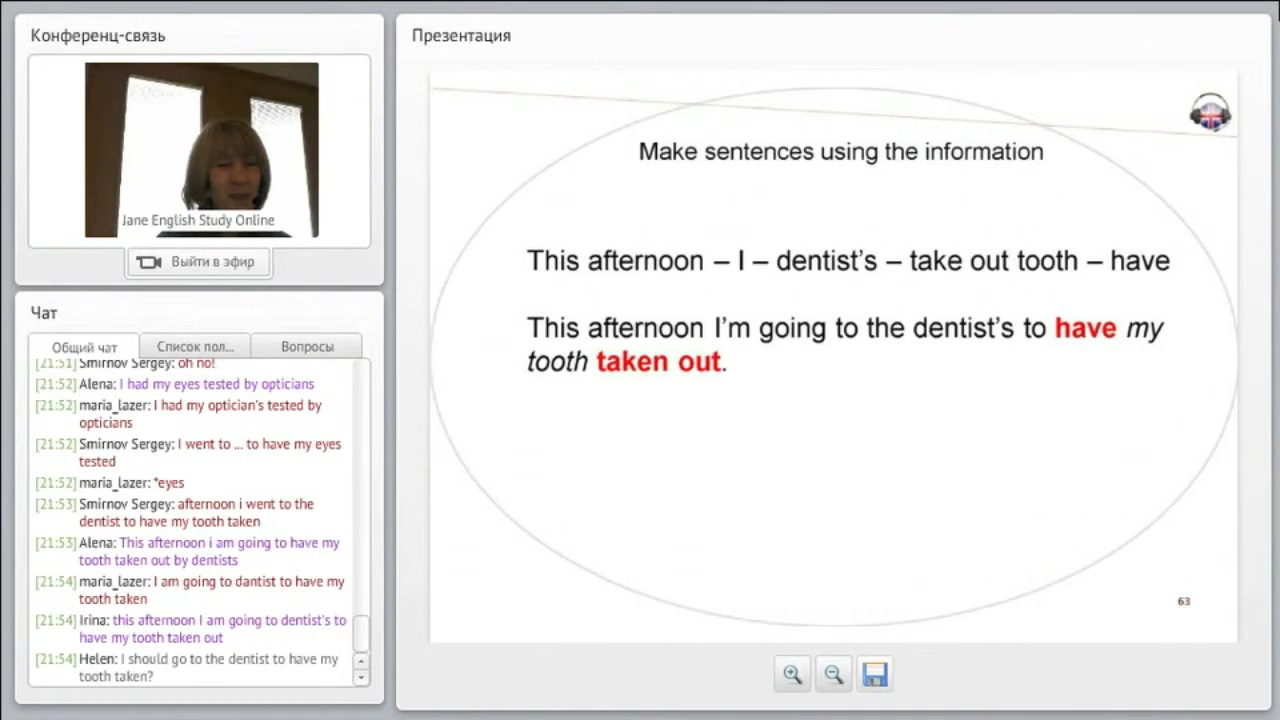 Конференц-связь
Jane English Study Online
Выйти в эфир
Чат
Общий чат
Список пол...
Вопросы
[21:51] Smirnov Sergey: oh no!
[21:52] Alena: I had my eyes tested by opticians
[21:52] maria_lazer: I had my optician's tested by
opticians
[21:52] Smirnov Sergey: I went to ... to have my eyes
tested
[21:52] maria_lazer: *eyes
[21:53] Smirnov Sergey: afternoon i went to the
dentist to have my tooth taken
[21:53] Alena: This afternoon i am going to have my
tooth taken out by dentists
[21:54] maria_lazer: I am going to dantist to have my
tooth taken
[21:54] Irina: this afternoon I am going to dentist's to
have my tooth taken out
[21:54] Helen: I should go to the dentist to have my
tooth taken?
Презентация
Make sentences using the information
This afternoon – I – dentist’s – take out tooth – have
This afternoon I’m going to the dentist’s to have my
tooth taken out.
63